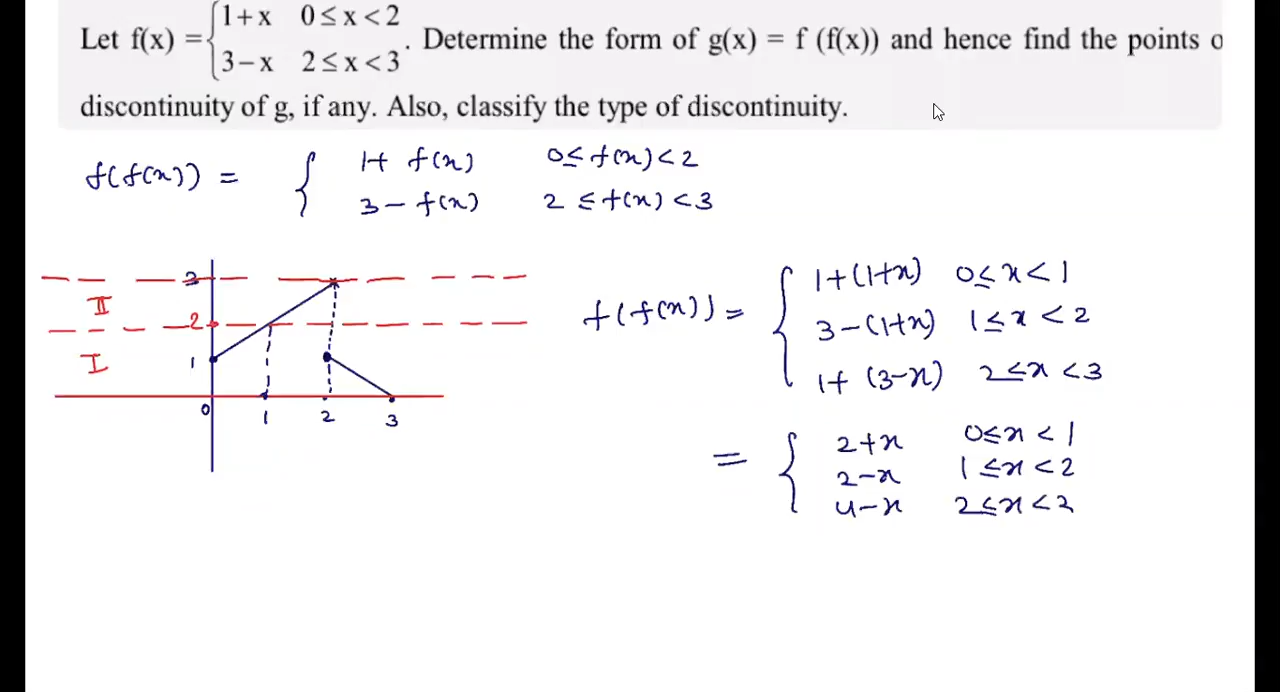 Let f(x) = {1+x 0≤x<2
3−x 2≤x<3. Determine the form of g(x) = f (f(x)) and hence find the points o
discontinuity of g, if any. Also, classify the type of discontinuity.
f(f(x)) = { 1+ f(x) 0≤f(x)<2
3− f(x) 2≤f(x)<3
3
II
2
I
1
0 1 2 3
f(f(x)) = { 1+(1+x) 0≤x<1
3−(1+x) 1≤x<2
1+(3−x) 2≤x<3
= { 2+x 0≤x<1
2−x 1≤x<2
4−x 2≤x<3